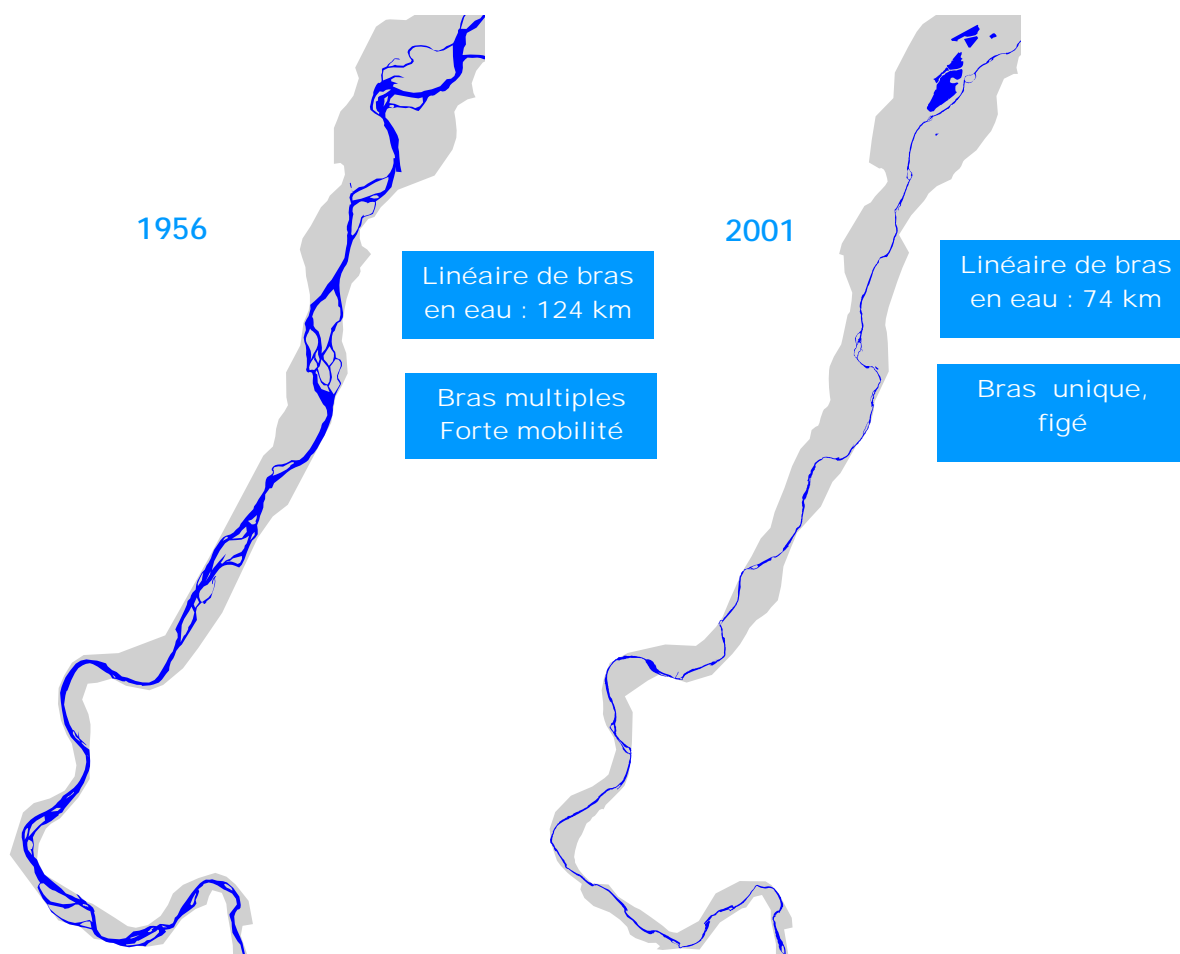 1956
Linéaire de bras
en eau : 124 km
Bras multiples
Forte mobilité
2001
Linéaire de bras
en eau : 74 km
Bras unique,
figé